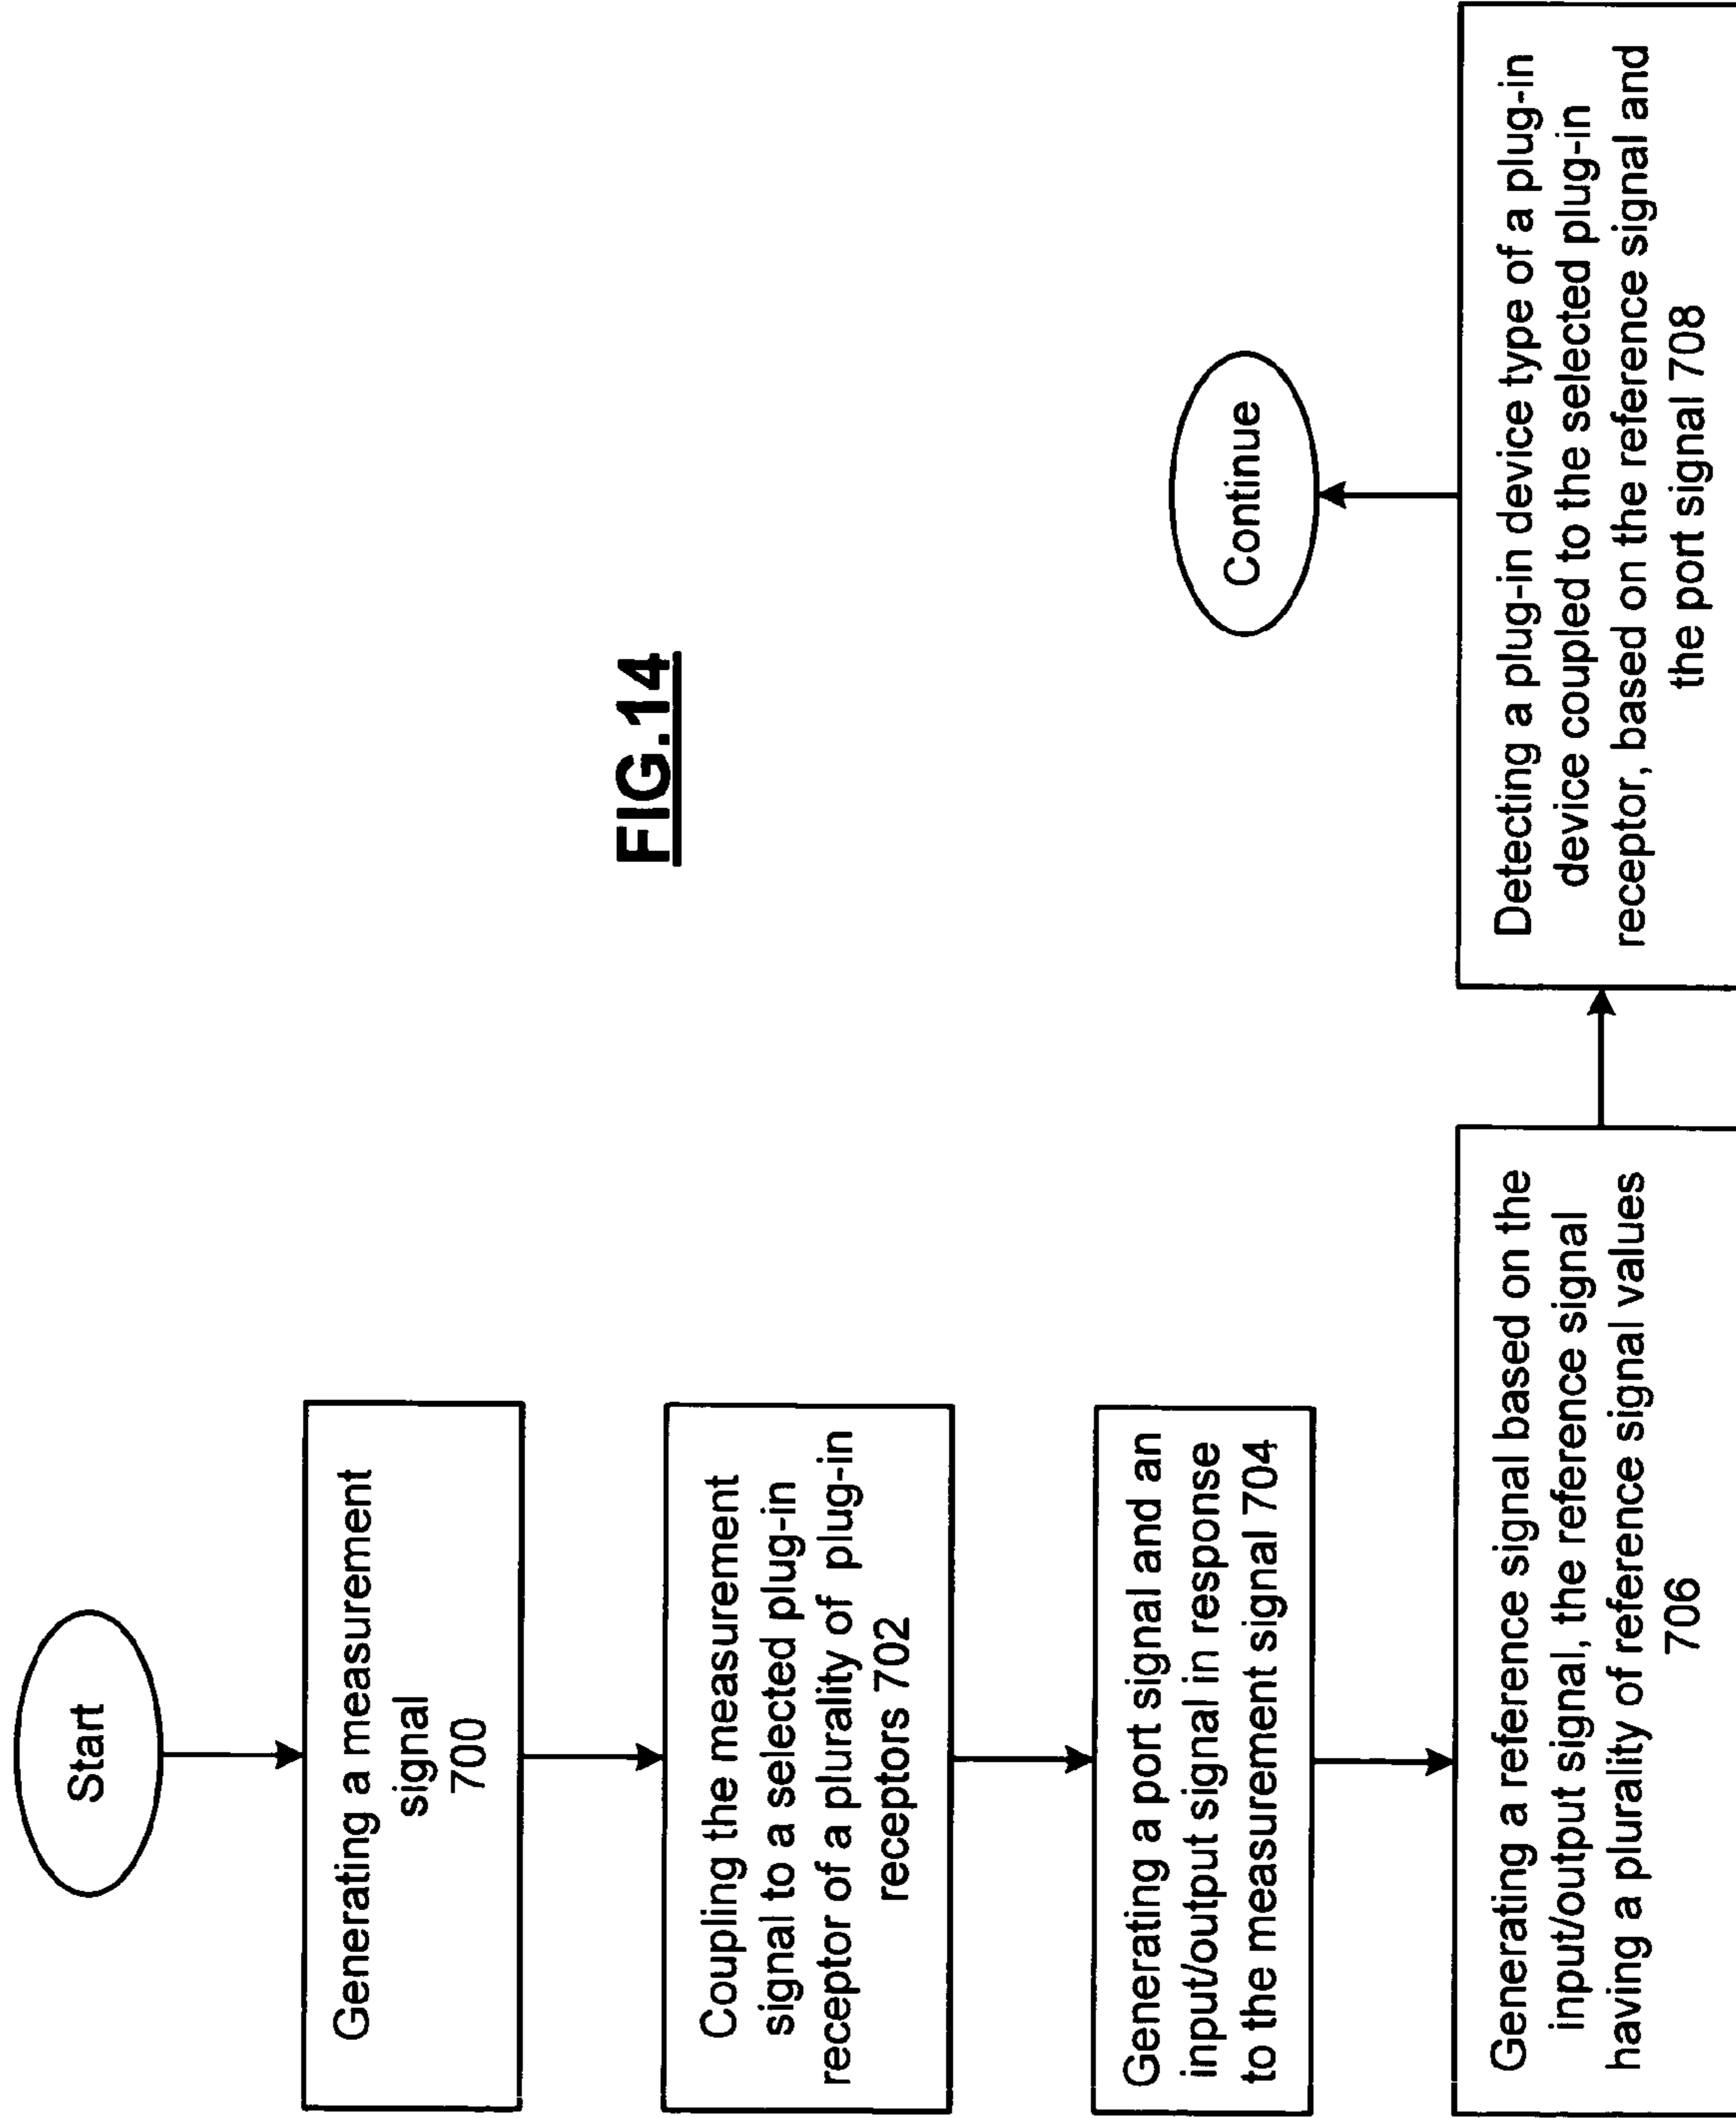 Start
Generating a measurement
signal
700
Coupling the measurement
signal to a selected plug-in
receptor of a plurality of plug-in
receptors 702
Generating a port signal and an
input/output signal in response
to the measurement signal 704
Generating a reference signal based on the
input/output signal, the reference signal
having a plurality of reference signal values
706
Detecting a plug-in device type of a plug-in
device coupled to the selected plug-in
receptor, based on the reference signal and
the port signal 708
Continue
FIG.14